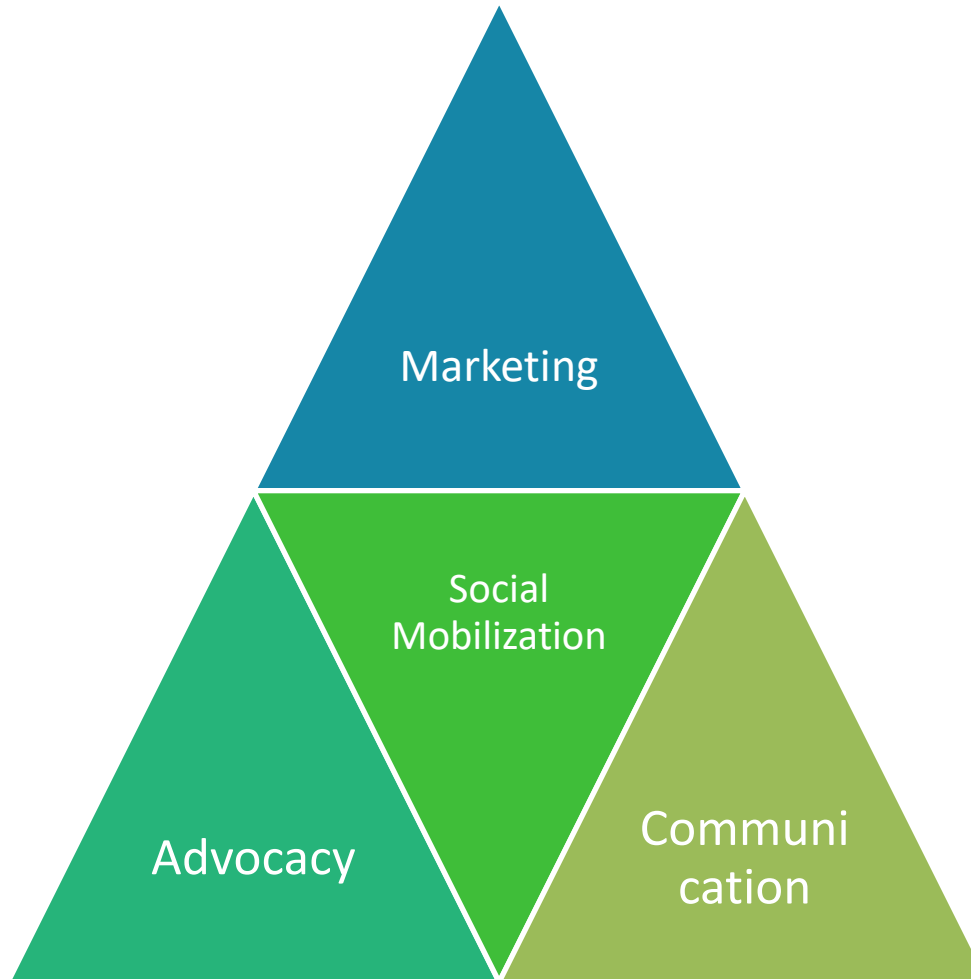 Marketing
Social
Mobilization
Advocacy
Communi
cation